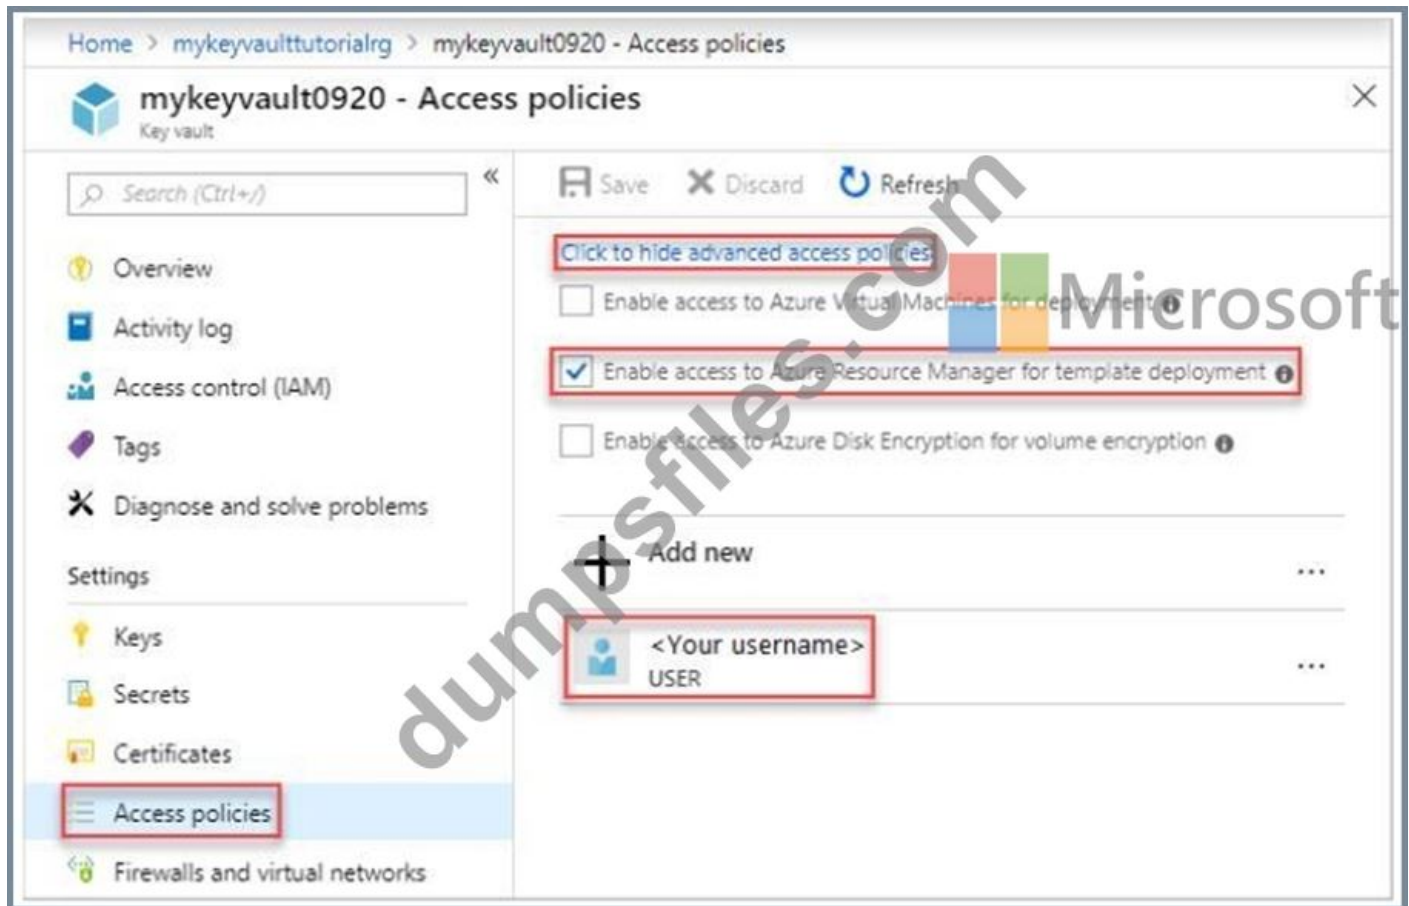 Home > mykeyvaulttutorialrg > mykeyvault0920 - Access policies
mykeyvault0920 - Access policies
Key vault
Search (Ctrl+/)
Overview
Activity log
Access control (IAM)
Tags
Diagnose and solve problems
Settings
Keys
Secrets
Certificates
Access policies
Firewalls and virtual networks
Save Discard Refresh
Click to hide advanced access policies
Enable access to Azure Virtual Machines for deployment
Enable access to Azure Resource Manager for template deployment
Enable access to Azure Disk Encryption for volume encryption
Add new
...
<Your username>
USER
...
Microsoft
dumpsfiles.com